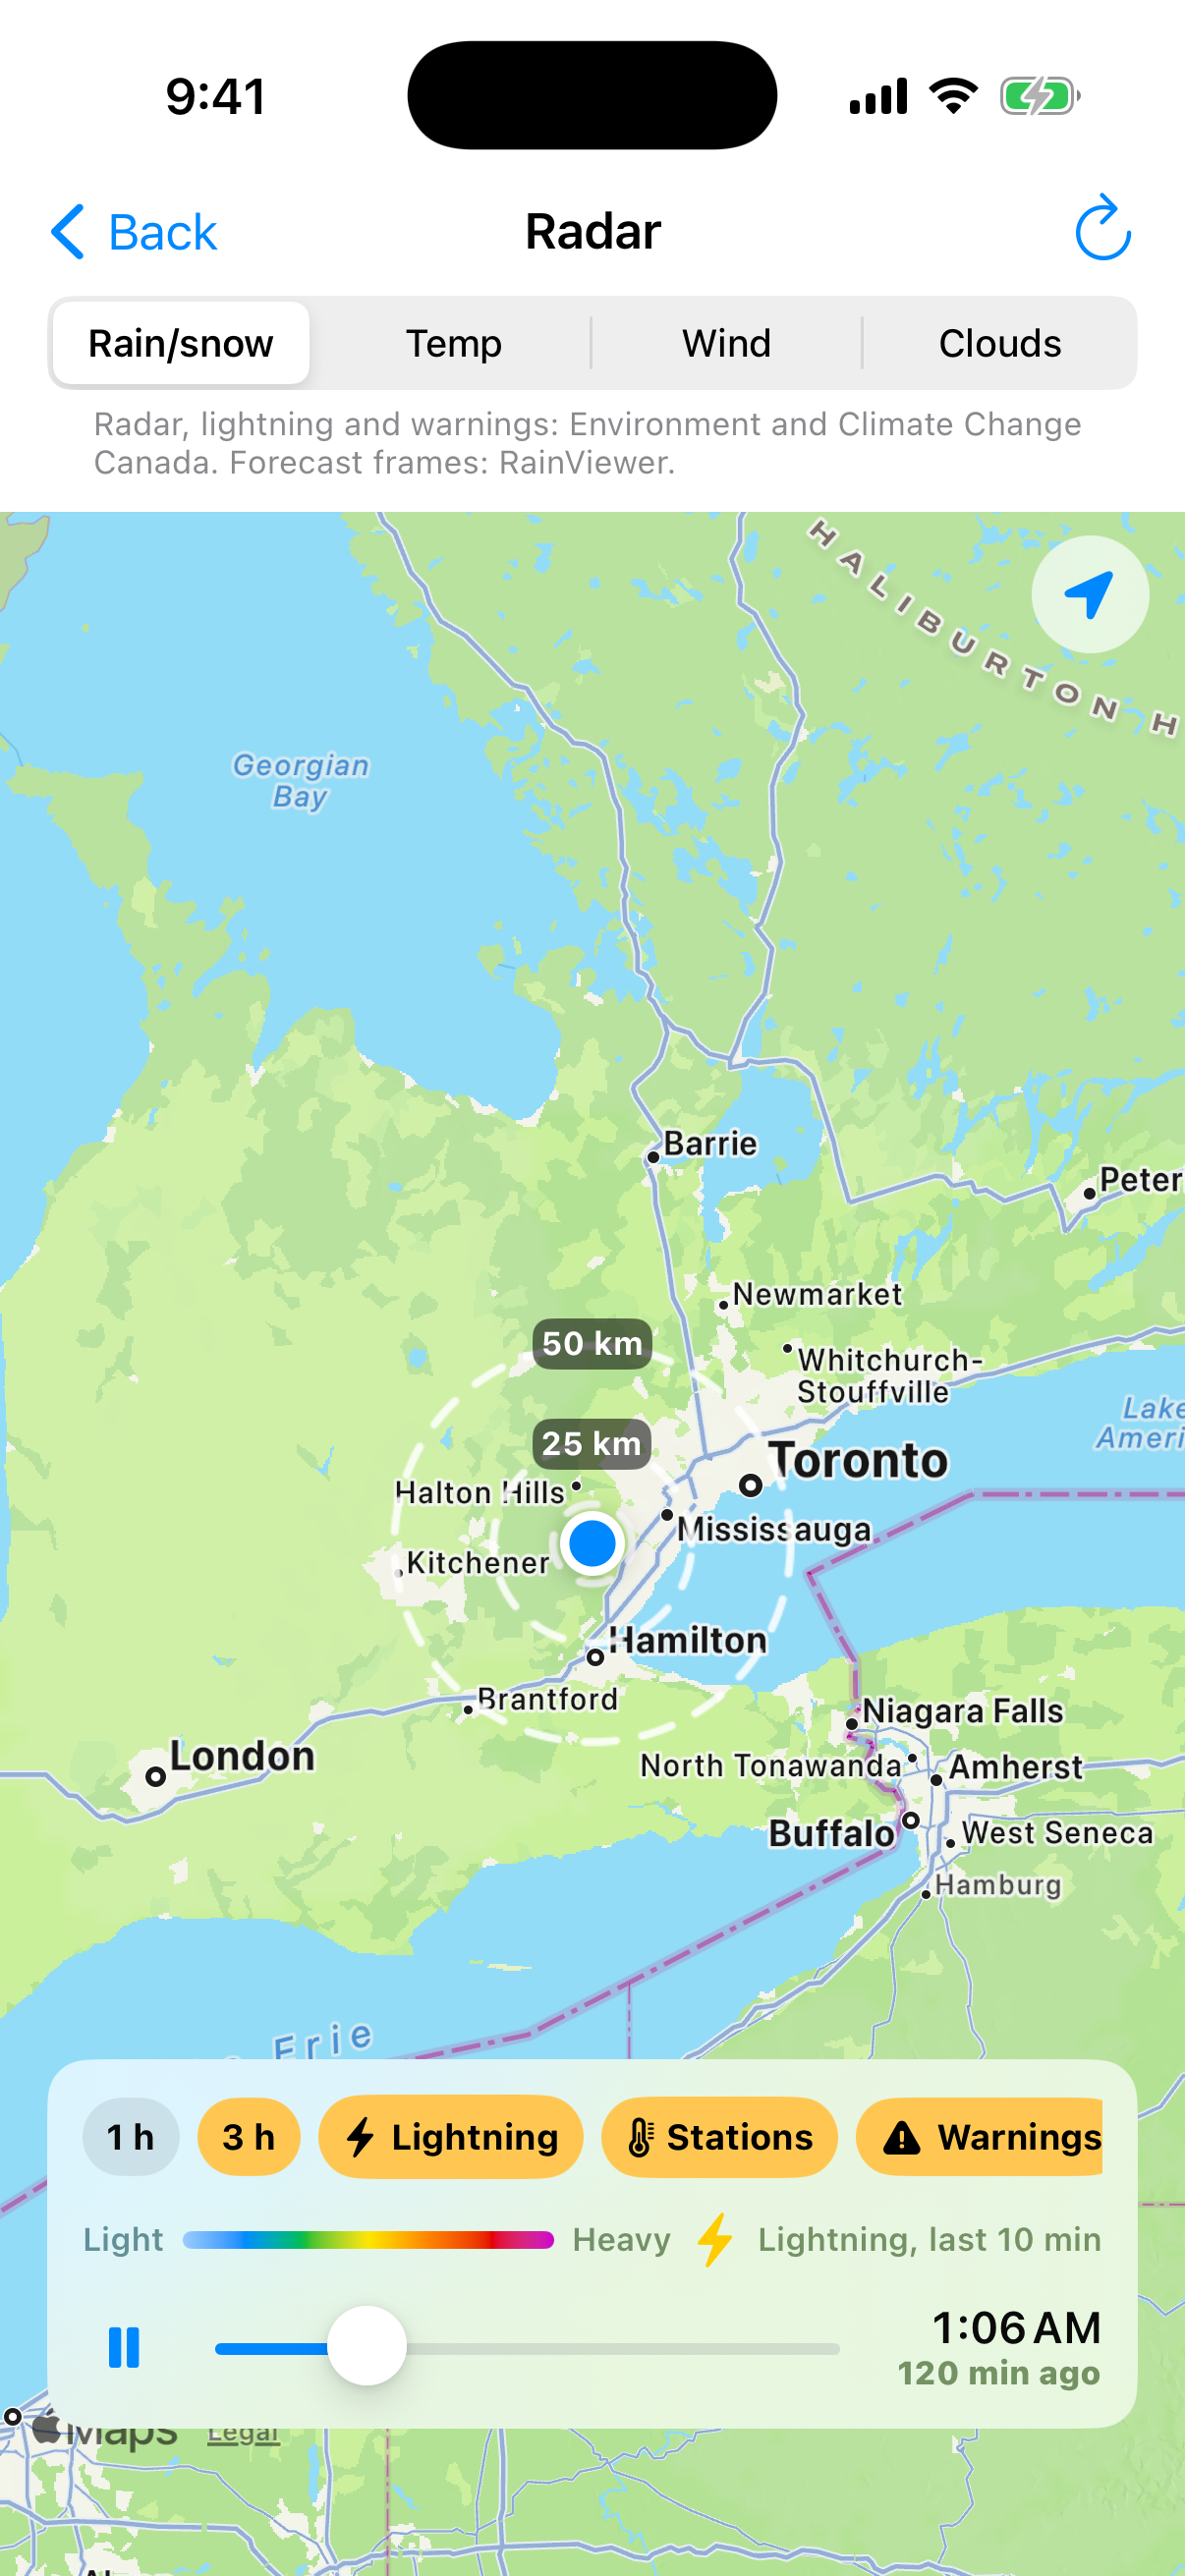 9:41
Back
Radar
Rain/snow
Temp
Wind
Clouds
Radar, lightning and warnings: Environment and Climate Change
Canada. Forecast frames: RainViewer.
HALIBURTON H
Georgian
Bay
Barrie
Peter
Newmarket
50 km
Whitchurch-
Stouffville
Lake
Ameri
25 km
Toronto
Halton Hills
Mississauga
Kitchener
Hamilton
Brantford
Niagara Falls
London
North Tonawanda
Amherst
Buffalo
West Seneca
Hamburg
Erie
1 h
3 h
Lightning
Stations
Warnings
Light
Heavy
Lightning, last 10 min
1:06 AM
120 min ago
Maps
Legal